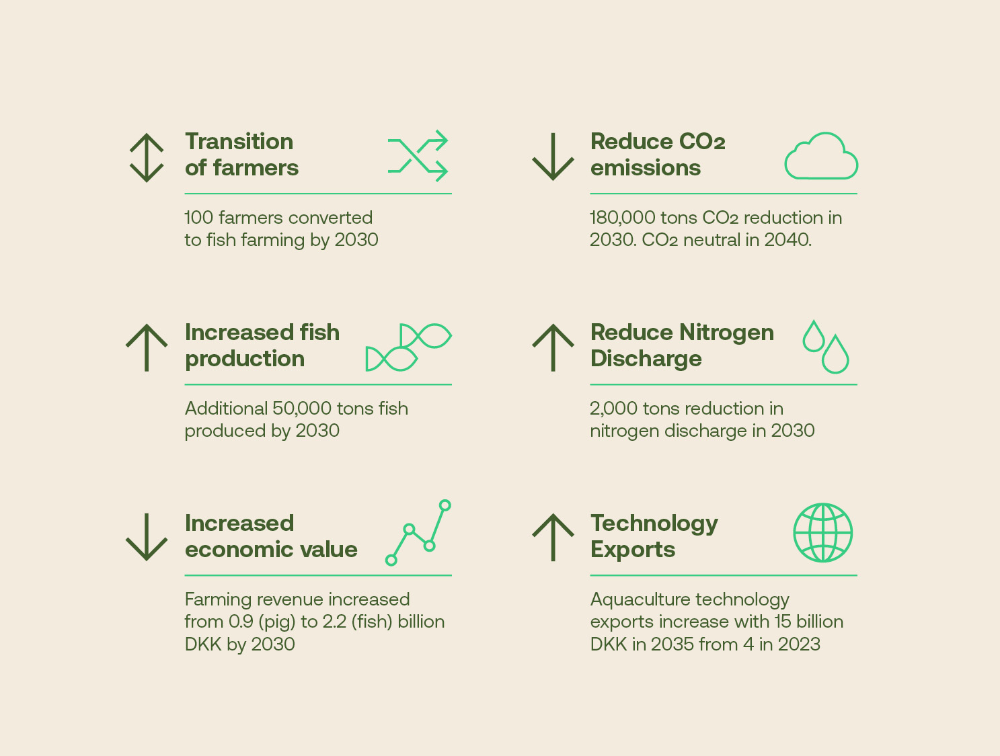 Transition
of farmers
100 farmers converted
to fish farming by 2030
Reduce CO2
emissions
180,000 tons CO2 reduction in
2030. CO2 neutral in 2040.
Increased fish
production
Additional 50,000 tons fish
produced by 2030
Reduce Nitrogen
Discharge
2,000 tons reduction in
nitrogen discharge in 2030
Increased
economic value
Farming revenue increased
from 0.9 (pig) to 2.2 (fish) billion
DKK by 2030
Technology
Exports
Aquaculture technology
exports increase with 15 billion
DKK in 2035 from 4 in 2023